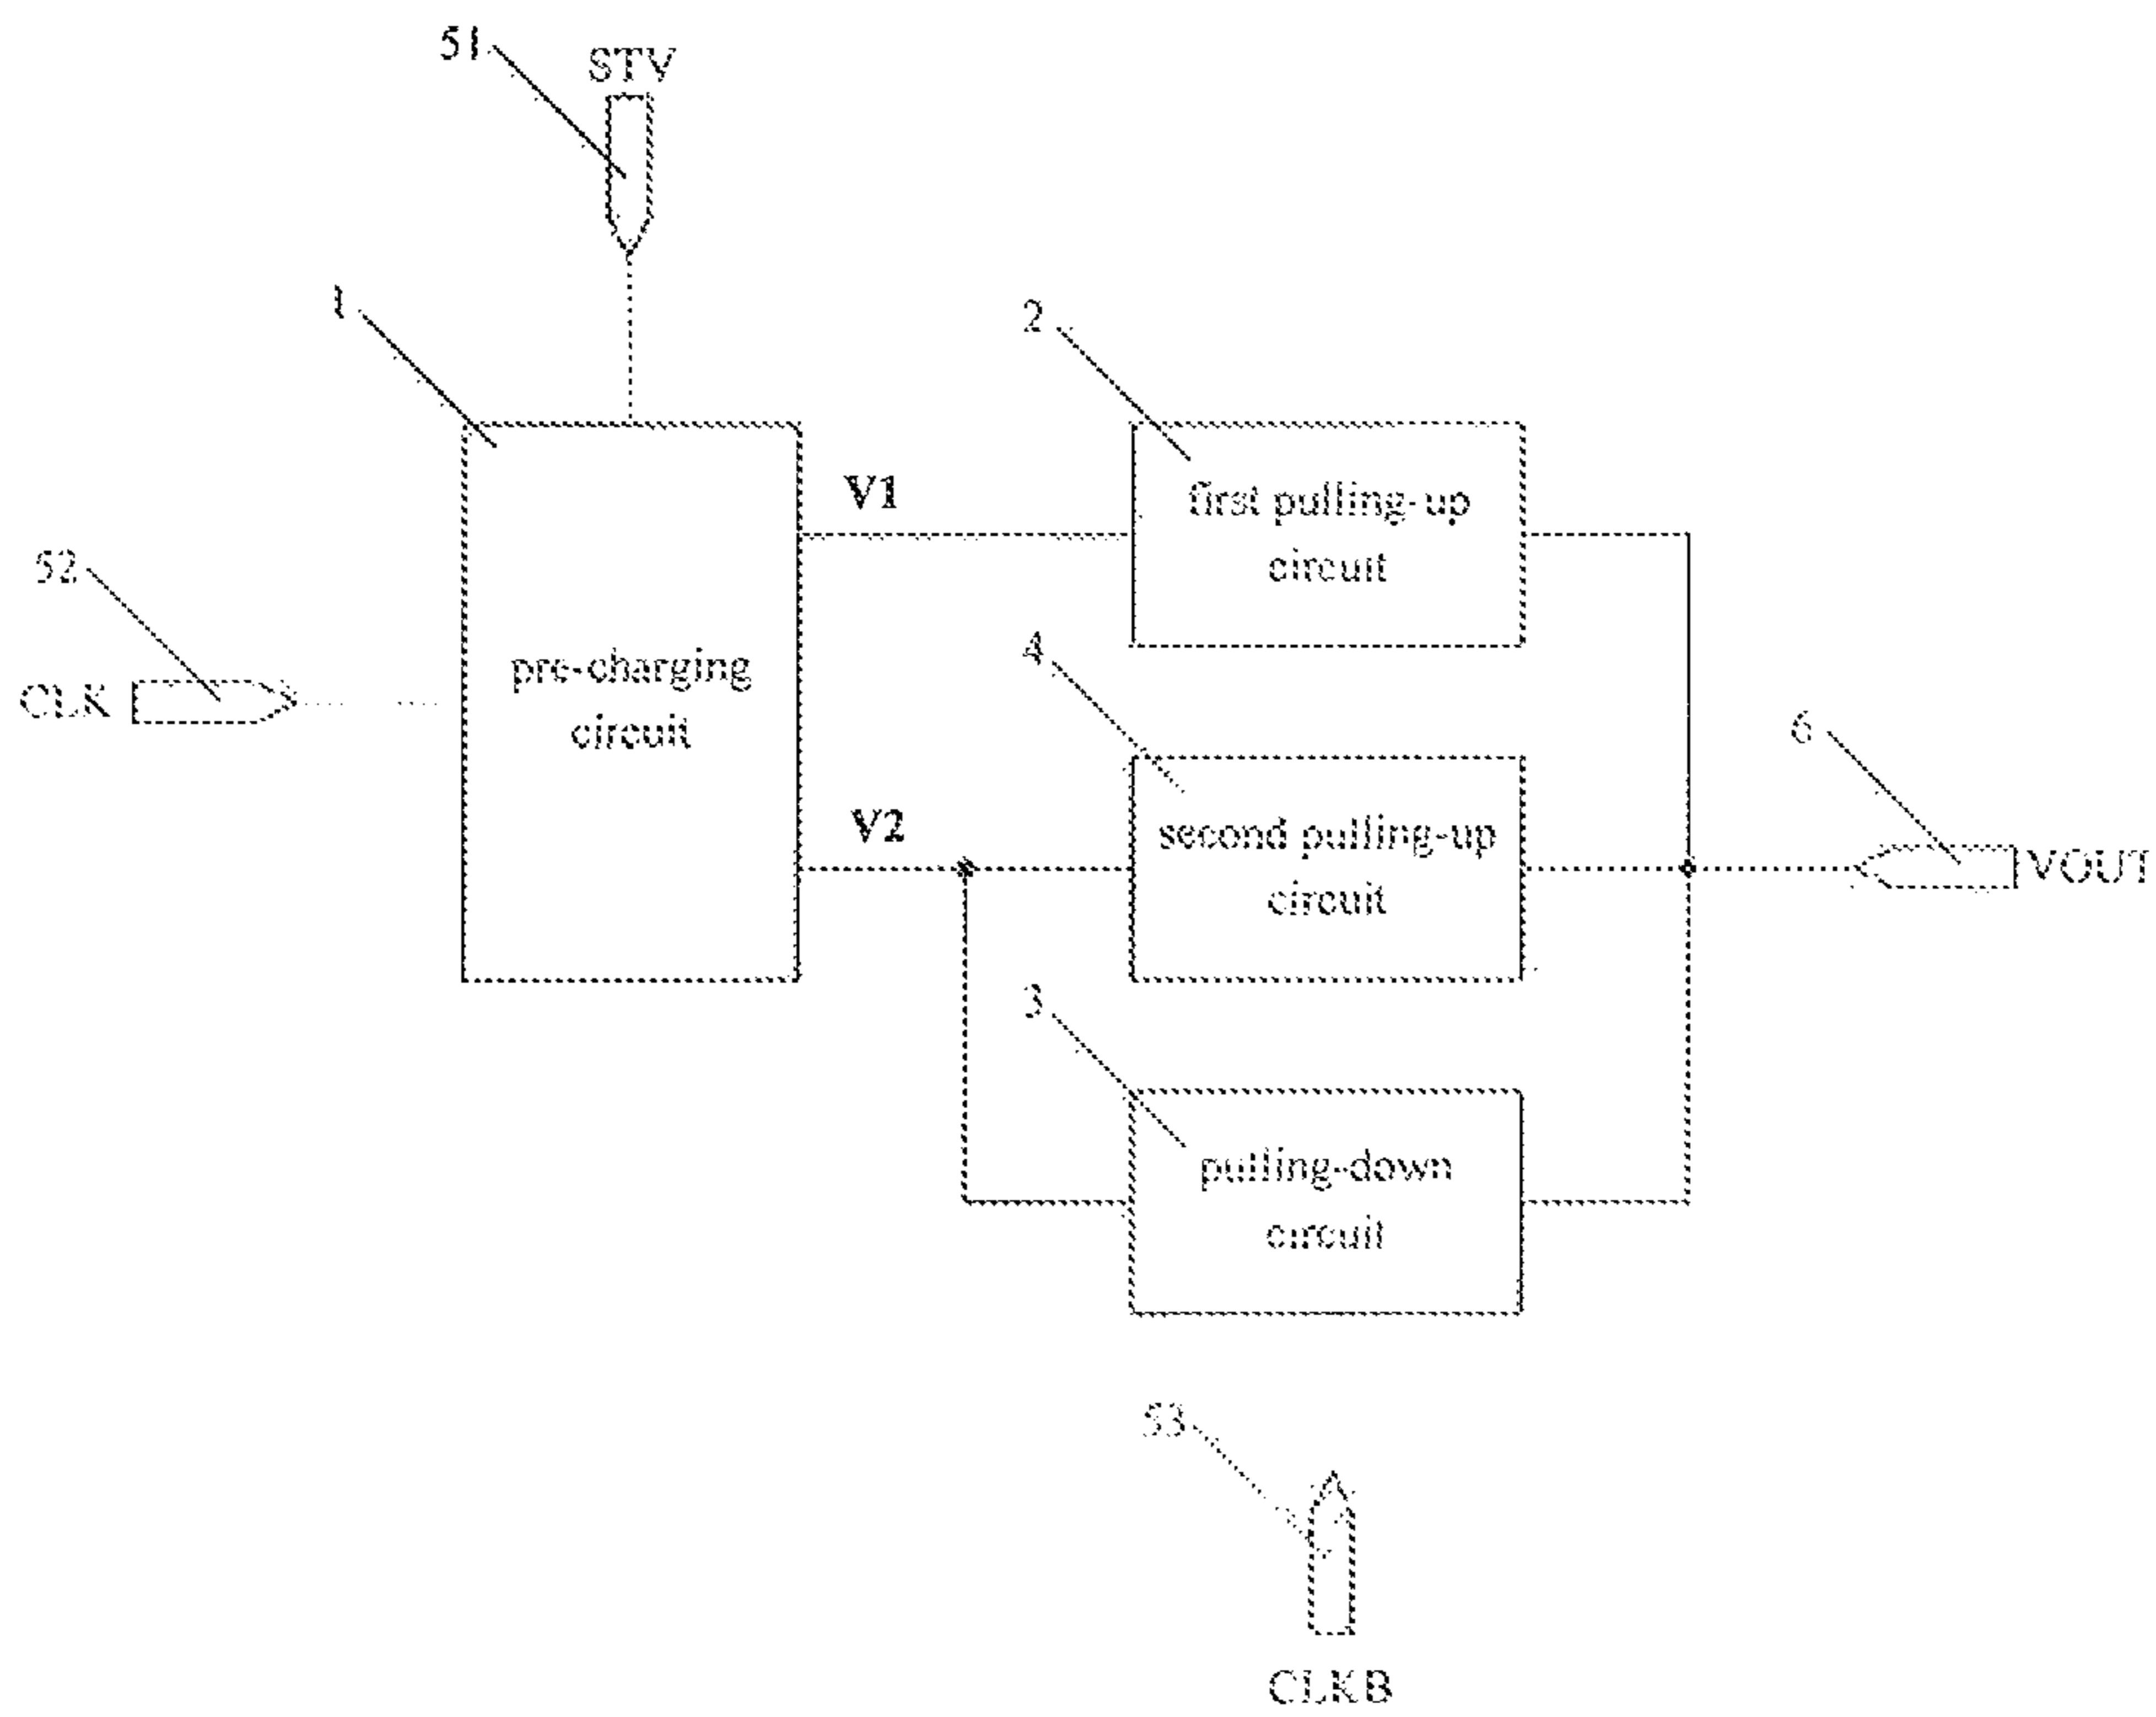 51
STV
1
2
V1
first pulling-up
circuit
52
4
CLK
pre-charging
circuit
6
V2
second pulling-up
circuit
VOUT
3
pulling-down
circuit
53
CLKB